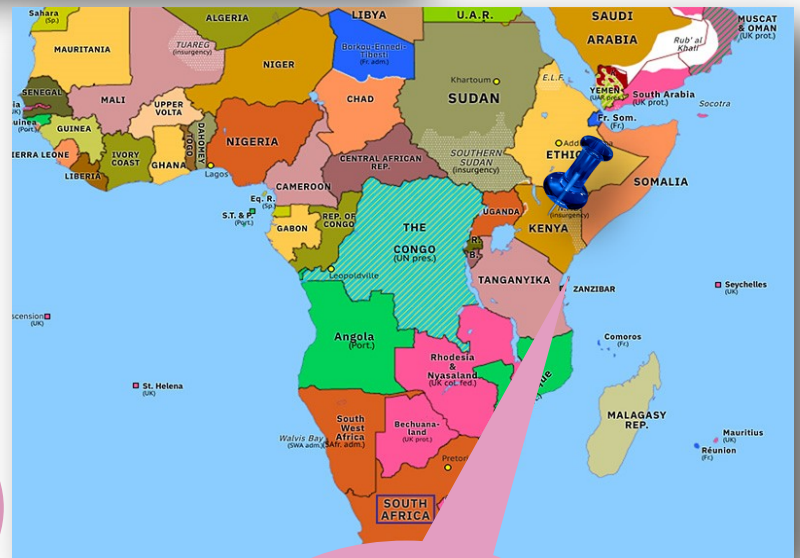 Sahara
(Sp.)
ALGERIA
LIBYA
U.A.R.
SAUDI
ARABIA
MUSCAT
& OMAN
(UK prot.)
Rub' al
Khali
MAURITANIA
TUAREG
(insurgency)
Borkou-Ennedi-
Tibesti
(Fr. adm.)
NIGER
MALI
CHAD
Khartoum
SUDAN
E.L.F.
YEMEN
South Arabia
(UK prot.)
Socotra
Fr. Som.
(Fr.)
SENEGAL
UPPER
VOLTA
GUINEA
(Port.)
SIERRA LEONE
IVORY
COAST
LIBERIA
GHANA
TOGO
DAHOMEY
NIGERIA
Lagos
CENTRAL AFRICAN
REP.
SOUTHERN
SUDAN
(insurgency)
SOMALIA
CAMEROON
Eq. R.
(Sp.)
S.T. & P.
(Port.)
GABON
REP. OF
CONGO
THE
CONGO
(UN pres.)
UGANDA
(insurgency)
KENYA
R.
B.
Leopoldville
TANGANYIKA
ZANZIBAR
Seychelles
(UK)
(UK)
Angola
(Port.)
Comoros
(Fr.)
St. Helena
(UK)
Rhodesia
&
Nyasaland
(UK col. fed.)
MALAGASY
REP.
Mauritius
(UK)
Réunion
(Fr.)
South
West
Africa
(SAfr. adm.)
Walvis Bay
(SWA adm.)
Bechuana-
land
(UK prot.)
SOUTH
AFRICA